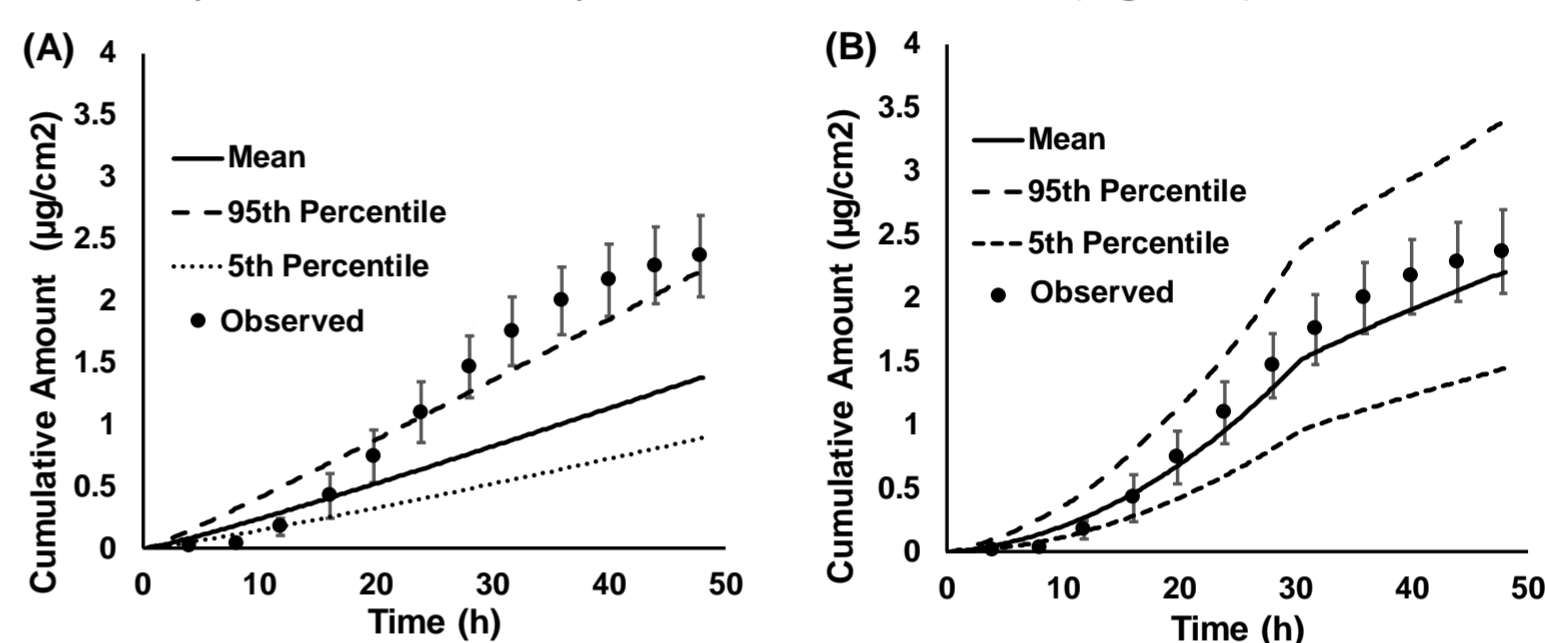 (A)
4
3.5
3
2.5
2
1.5
1
0.5
0
Cumulative Amount (µg/cm2)
Mean
95th Percentile
5th Percentile
Observed
0 10 20 30 40 50
Time (h)
(B)
4
3.5
3
2.5
2
1.5
1
0.5
0
Cumulative Amount (µg/cm2)
Mean
95th Percentile
5th Percentile
Observed
0 10 20 30 40 50
Time (h)